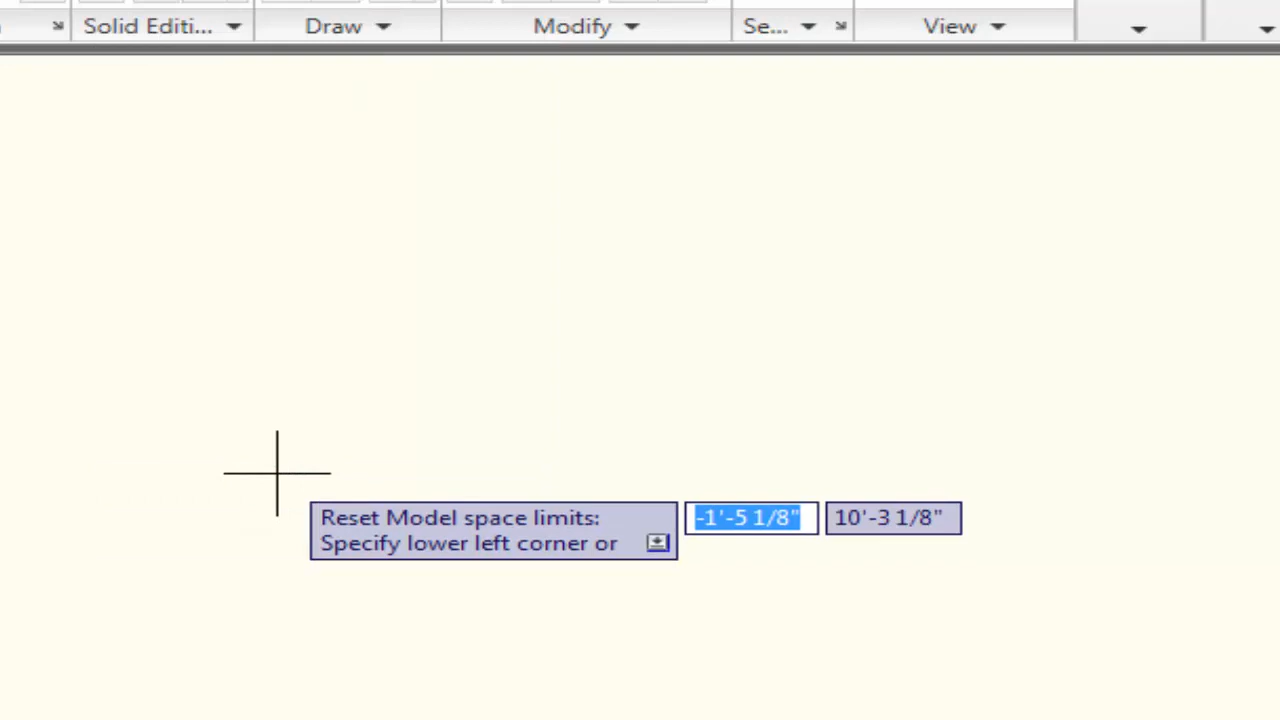 Solid Editi... Draw Modify Se... View
Reset Model space limits: -1'-5 1/8" 10'-3 1/8"
Specify lower left corner or